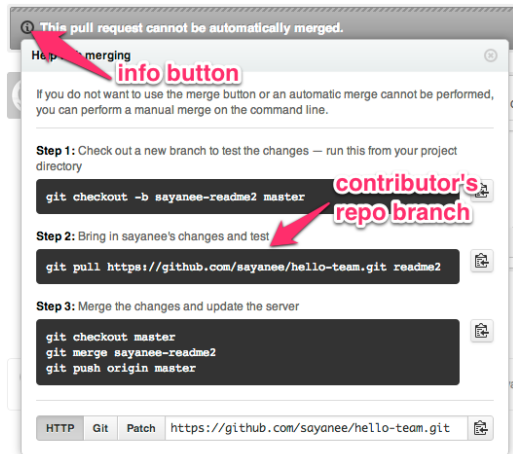 This pull request cannot be automatically merged.
merging
info button
If you do not want to use the merge button or an automatic merge cannot be performed,
you can perform a manual merge on the command line.
Step 1: Check out a new branch to test the changes — run this from your project
directory
contributor's
git checkout -b sayanee-readme2 master
repo branch
Step 2: Bring in sayanee's changes and test
git pull https://github.com/sayanee/hello-team.git readme2
Step 3: Merge the changes and update the server
git checkout master
git merge sayanee-readme2
git push origin master
HTTP Git Patch https://github.com/sayanee/hello-team.git